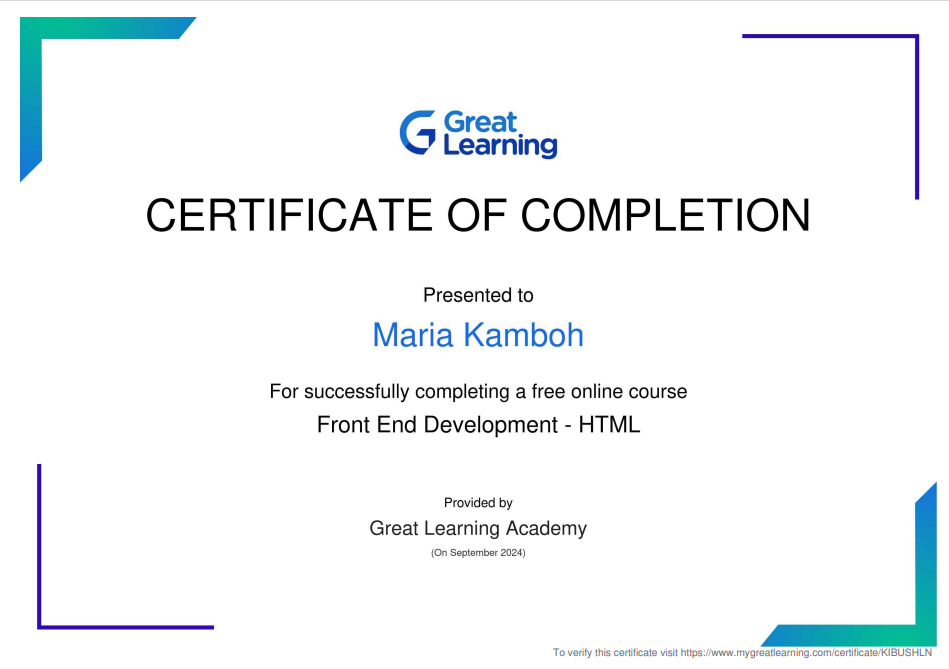 Great
Learning
CERTIFICATE OF COMPLETION
Presented to
Maria Kamboh
For successfully completing a free online course
Front End Development - HTML
Provided by
Great Learning Academy
(On September 2024)
To verify this certificate visit https://www.mygreatlearning.com/certificate/KIBUSHLN